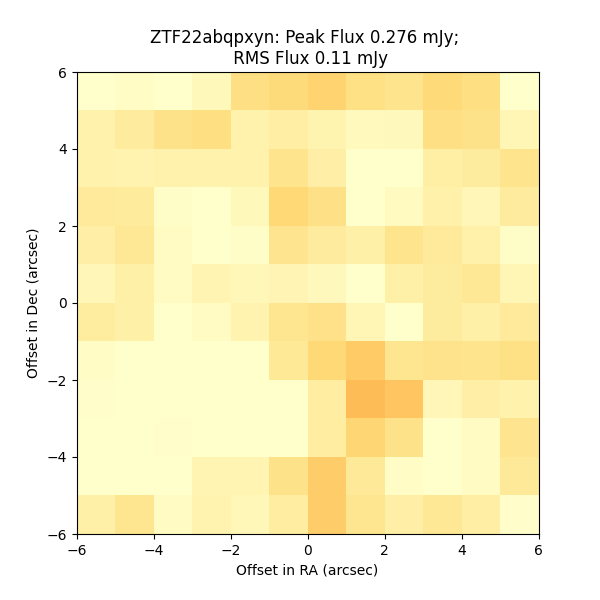 ZTF22abqpxyn: Peak Flux 0.276 mJy;
RMS Flux 0.11 mJy
6
4
2
0
−2
−4
−6
Offset in Dec (arcsec)
−6 −4 −2 0 2 4 6
Offset in RA (arcsec)